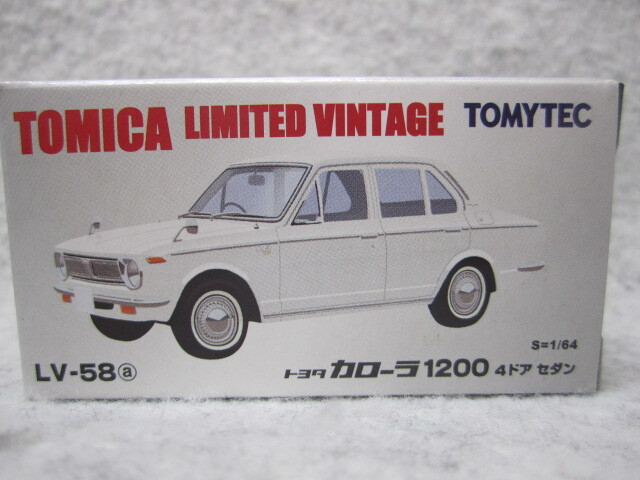 TOMICA LIMITED VINTAGE TOMYTEC
S=1/64
LV-58ⓐ トヨタ カローラ1200 4ドア セダン